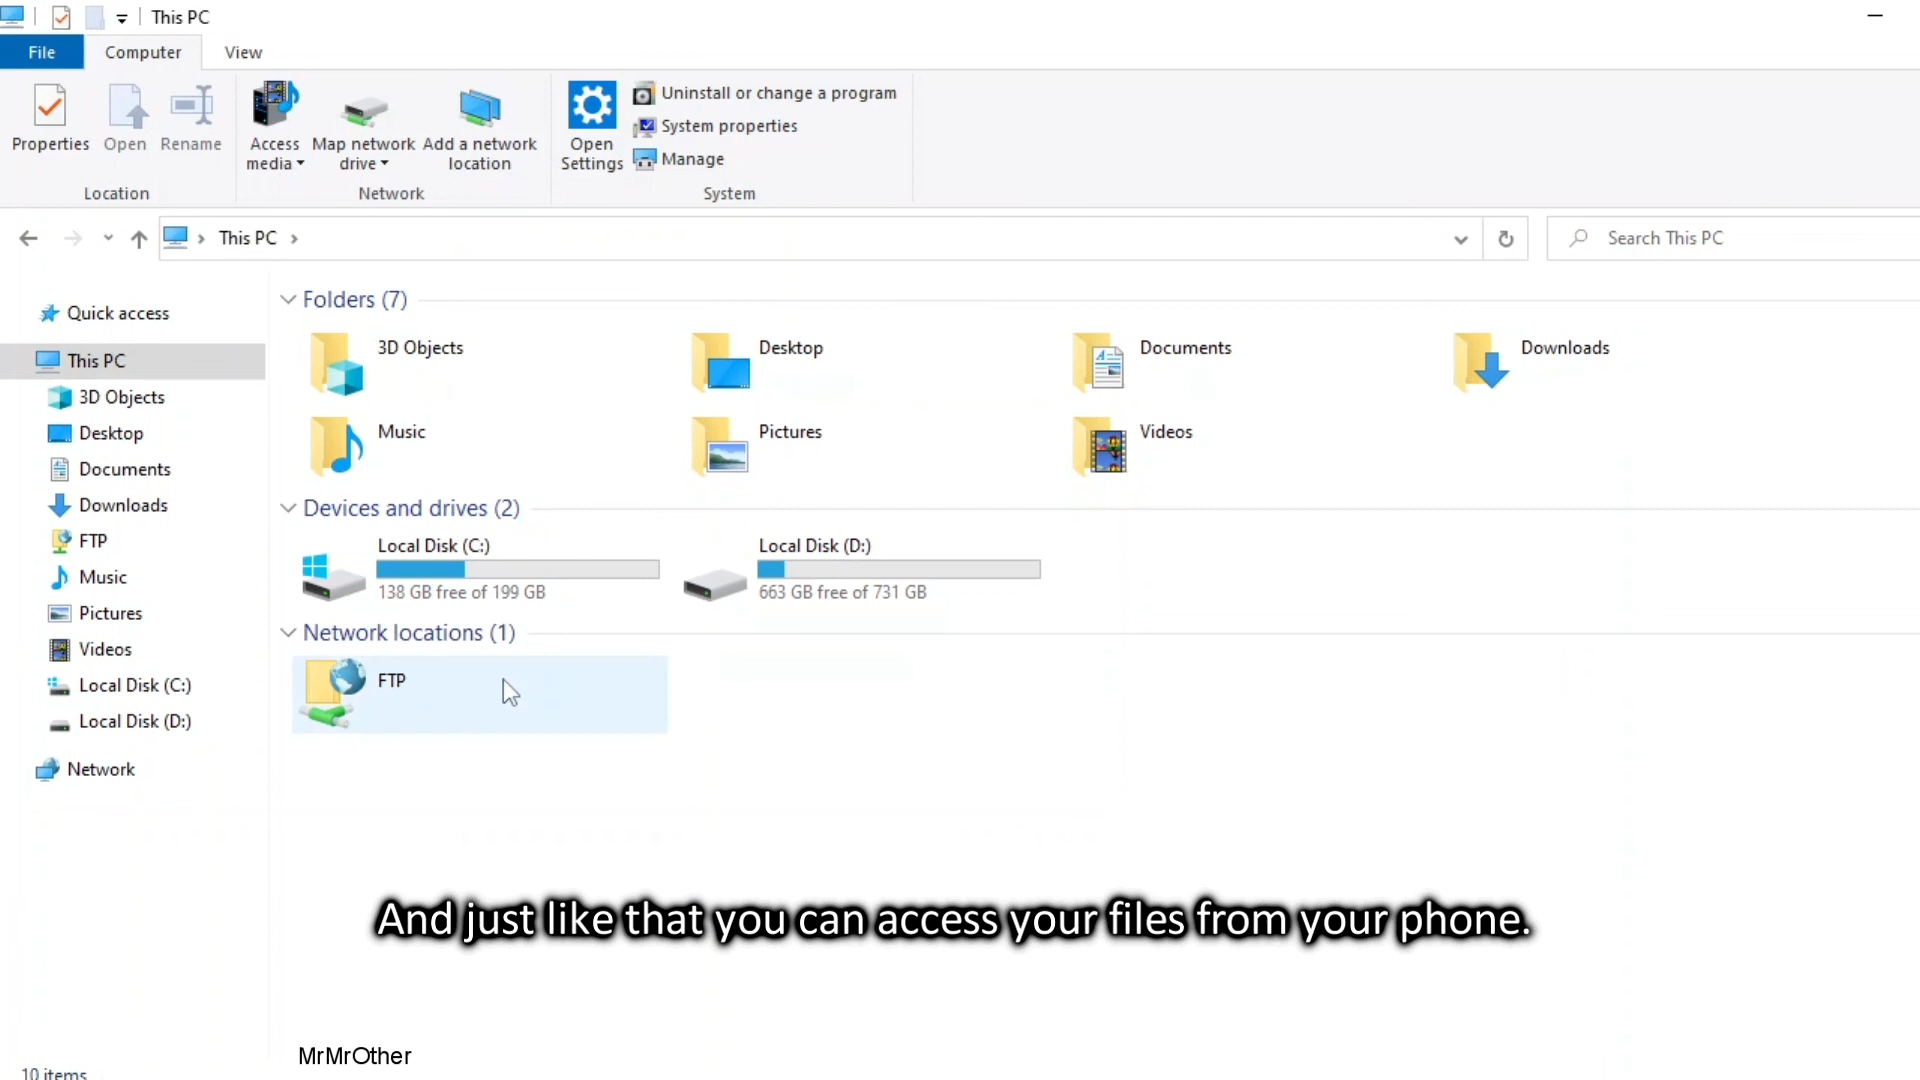 This PC
File Computer View
Properties Open Rename Access media Map network drive Add a network location Open Settings
Uninstall or change a program
System properties
Manage
Location Network System
This PC
Search This PC
Quick access
This PC
3D Objects
Desktop
Documents
Downloads
FTP
Music
Pictures
Videos
Local Disk (C:)
Local Disk (D:)
Network
Folders (7)
3D Objects Desktop Documents Downloads
Music Pictures Videos
Devices and drives (2)
Local Disk (C:) Local Disk (D:)
138 GB free of 199 GB 663 GB free of 731 GB
Network locations (1)
FTP
And just like that you can access your files from your phone.
MrMrOther
10 items